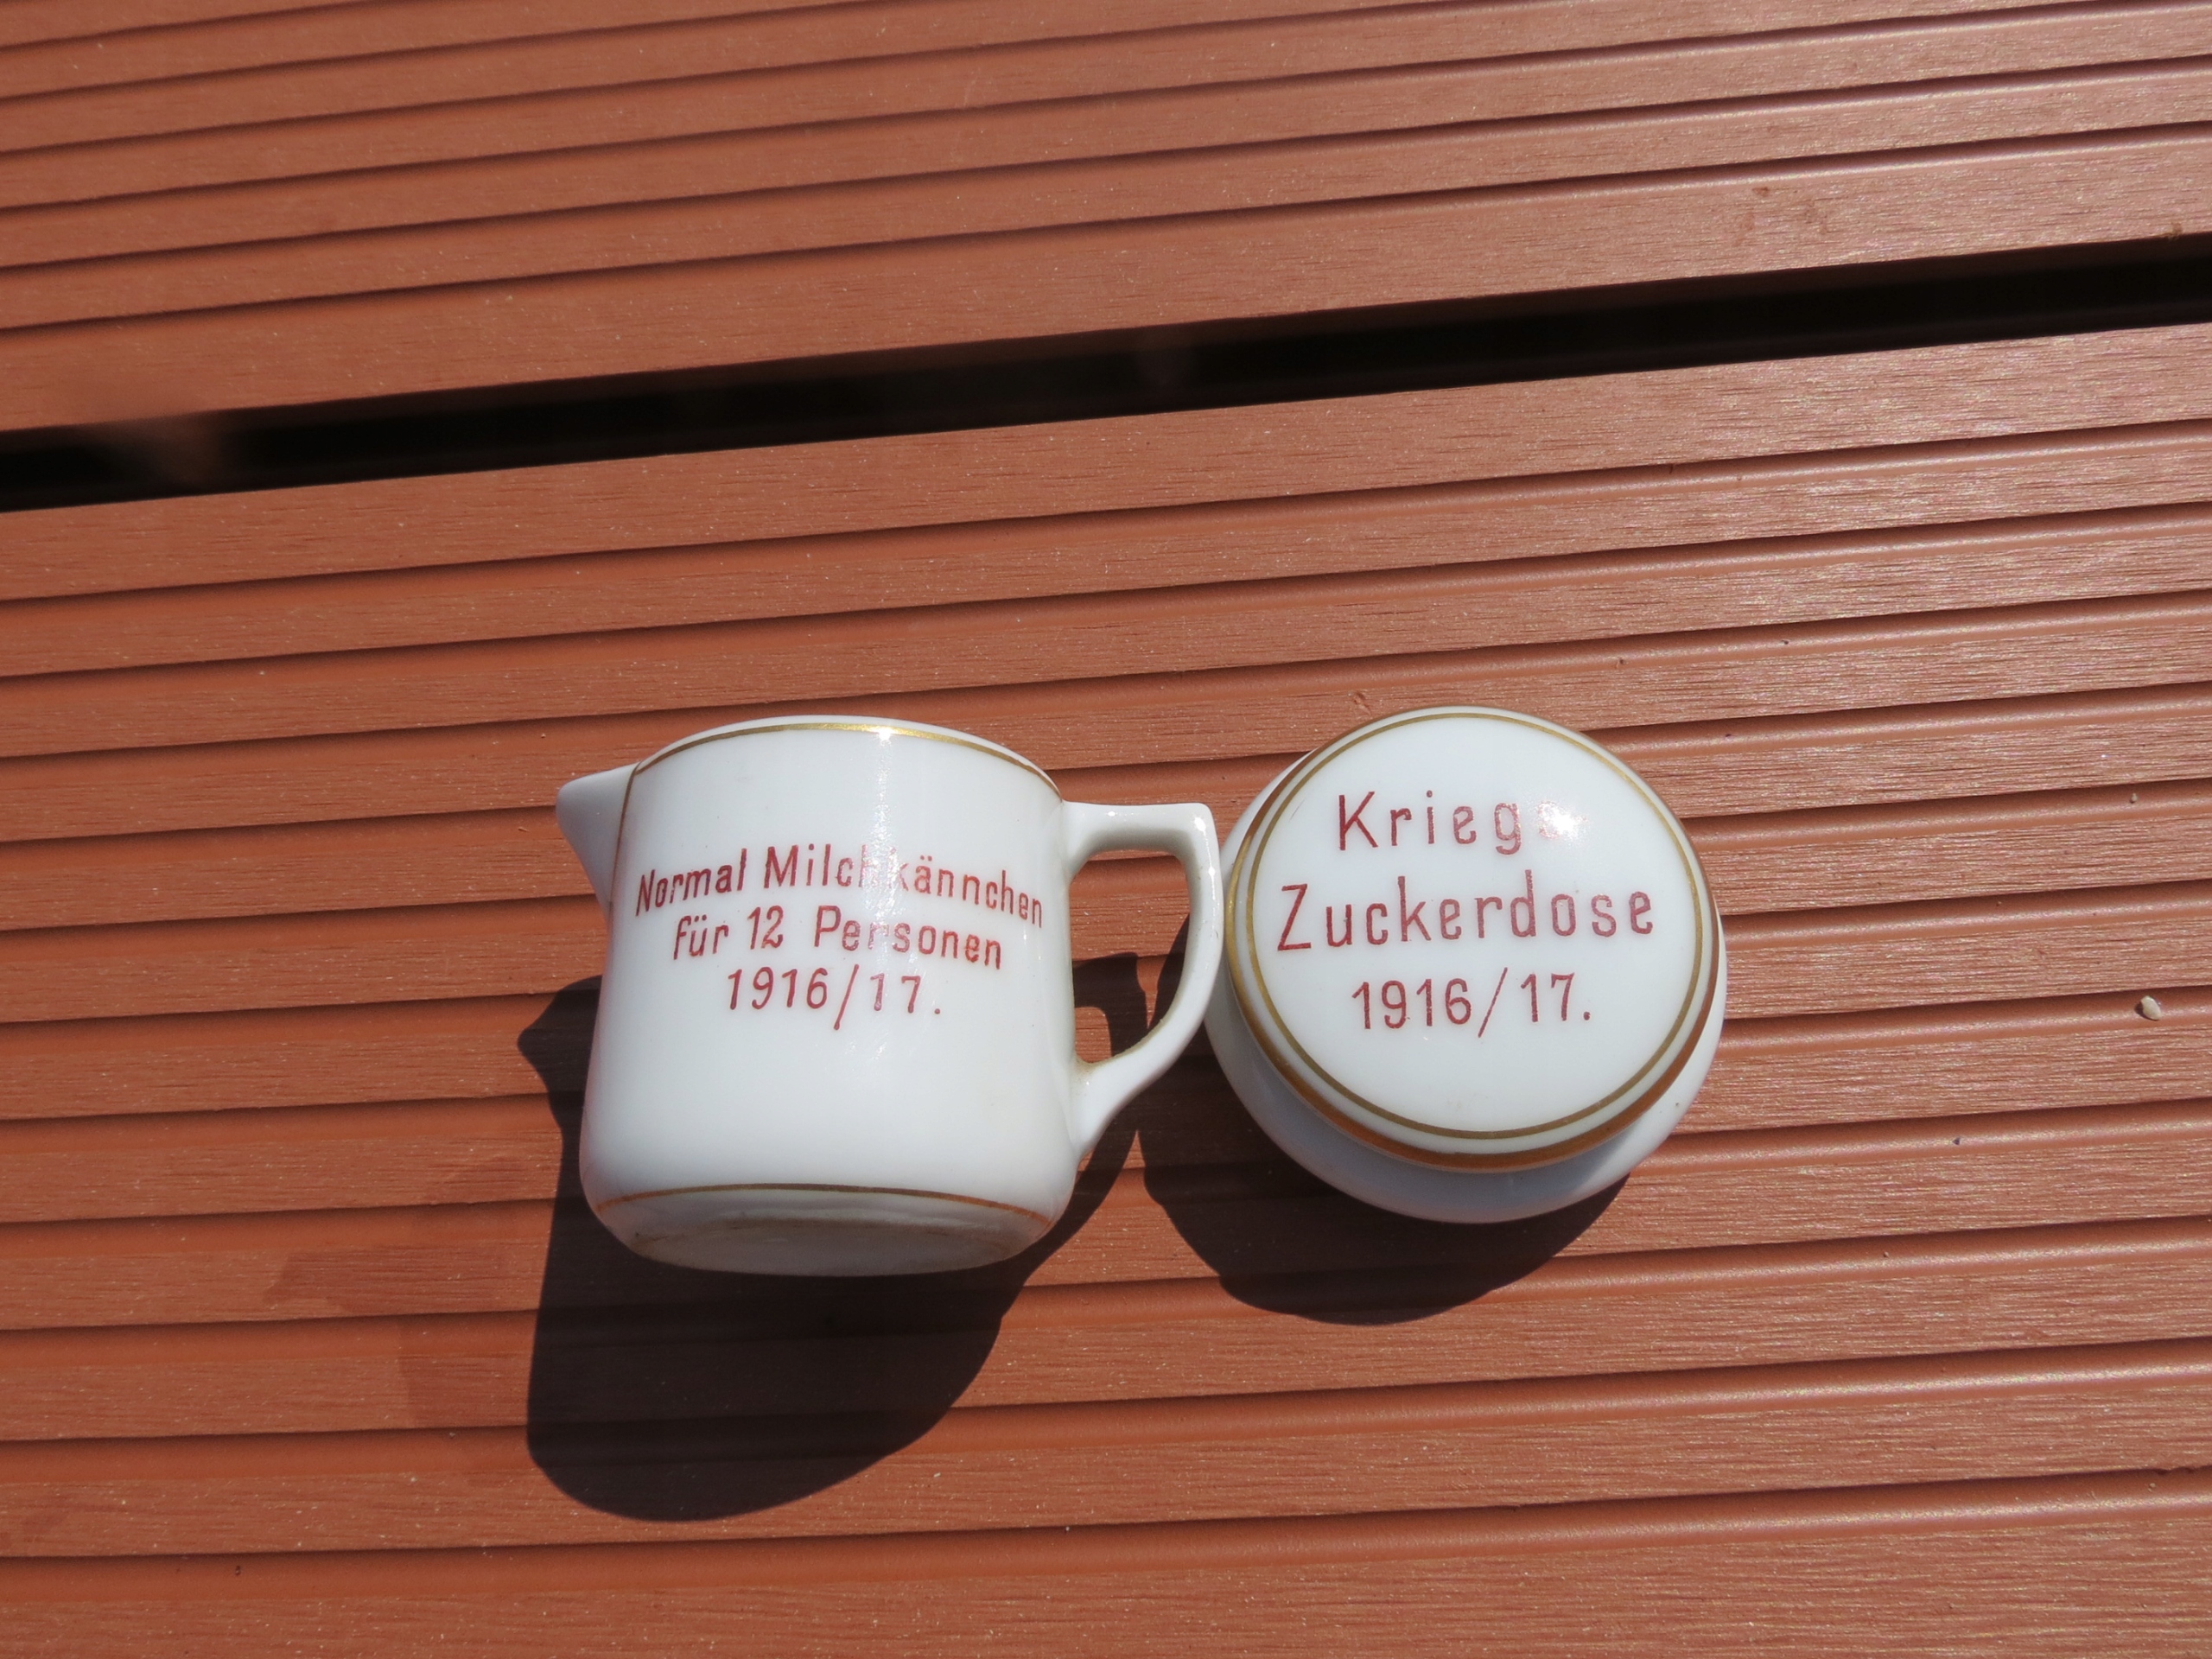 Normal Milchkännchen
für 12 Personen
1916/17.
Kriegs
Zuckerdose
1916/17.